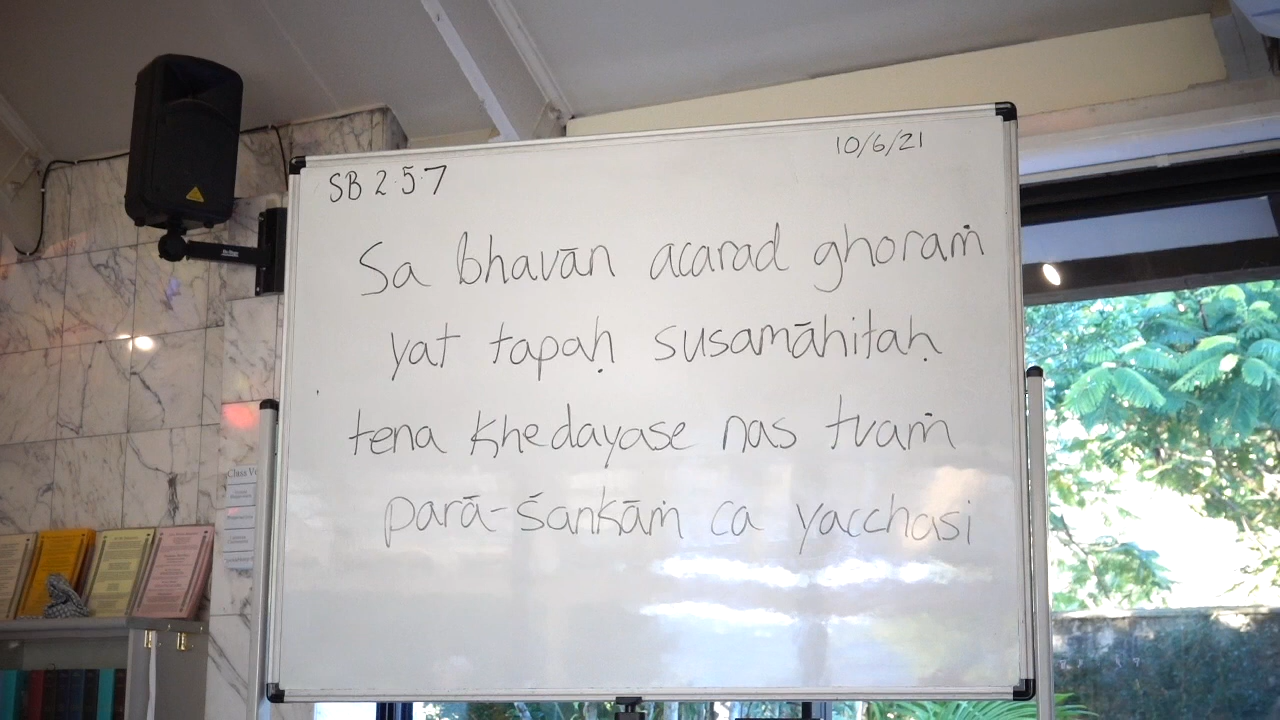 SB 2.5.7
10/6/21
Sa bhavān acarad ghoraṁ
yat tapaḥ susamāhitaḥ
tena khedayase nas tvaṁ
parā-śankāṁ ca yacchasi